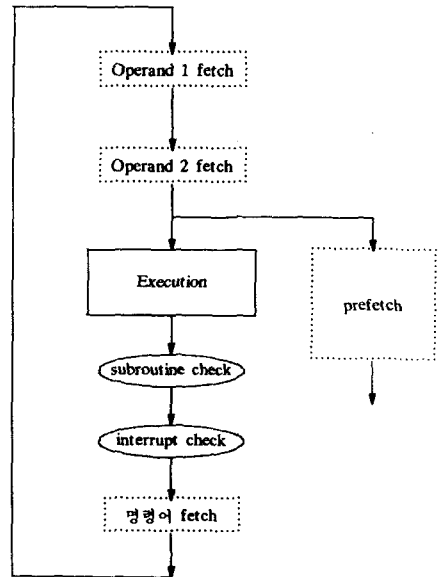 Operand 1 fetch
Operand 2 fetch
Execution
prefetch
subroutine check
interrupt check
명령어 fetch